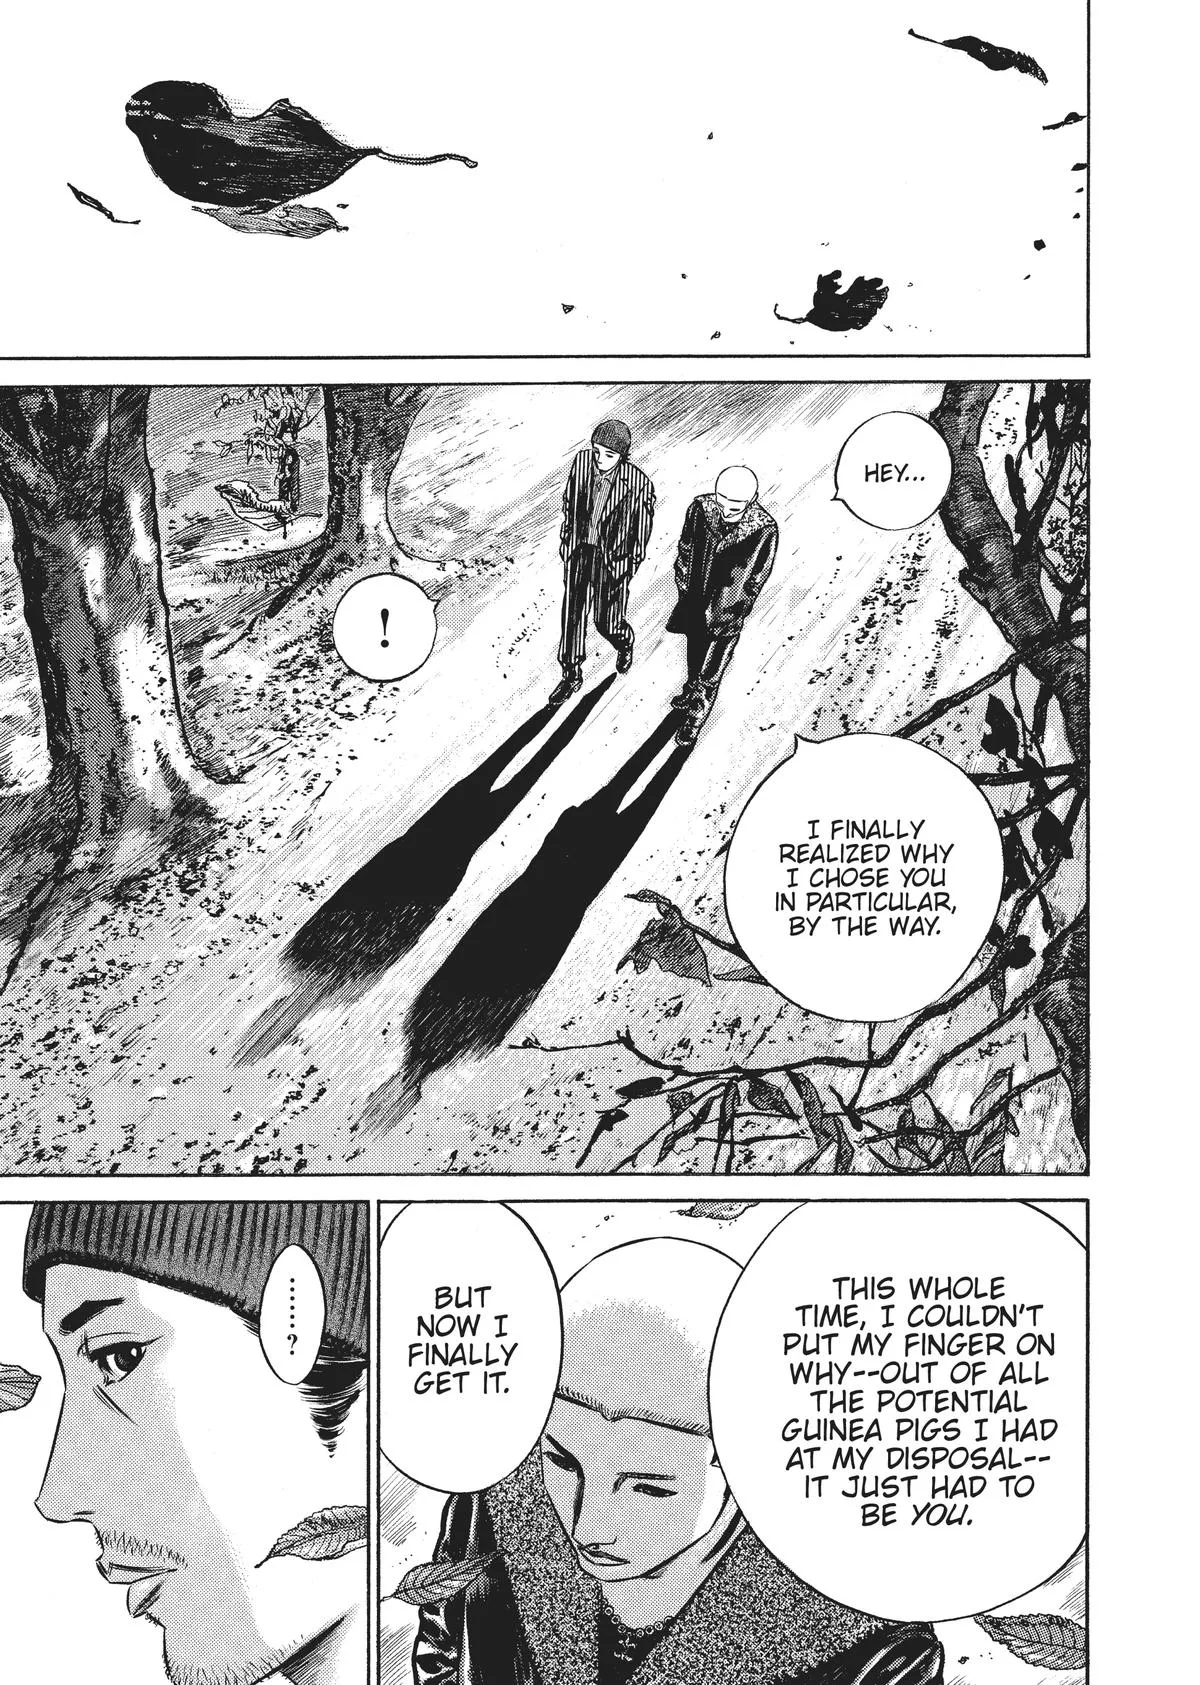 HEY...
!
I FINALLY
REALIZED WHY
I CHOSE YOU
IN PARTICULAR,
BY THE WAY.
THIS WHOLE
TIME, I COULDN'T
PUT MY FINGER ON
WHY--OUT OF ALL
THE POTENTIAL
GUINEA PIGS I HAD
AT MY DISPOSAL--
IT JUST HAD TO
BE YOU.
BUT
NOW I
FINALLY
GET IT.
......?